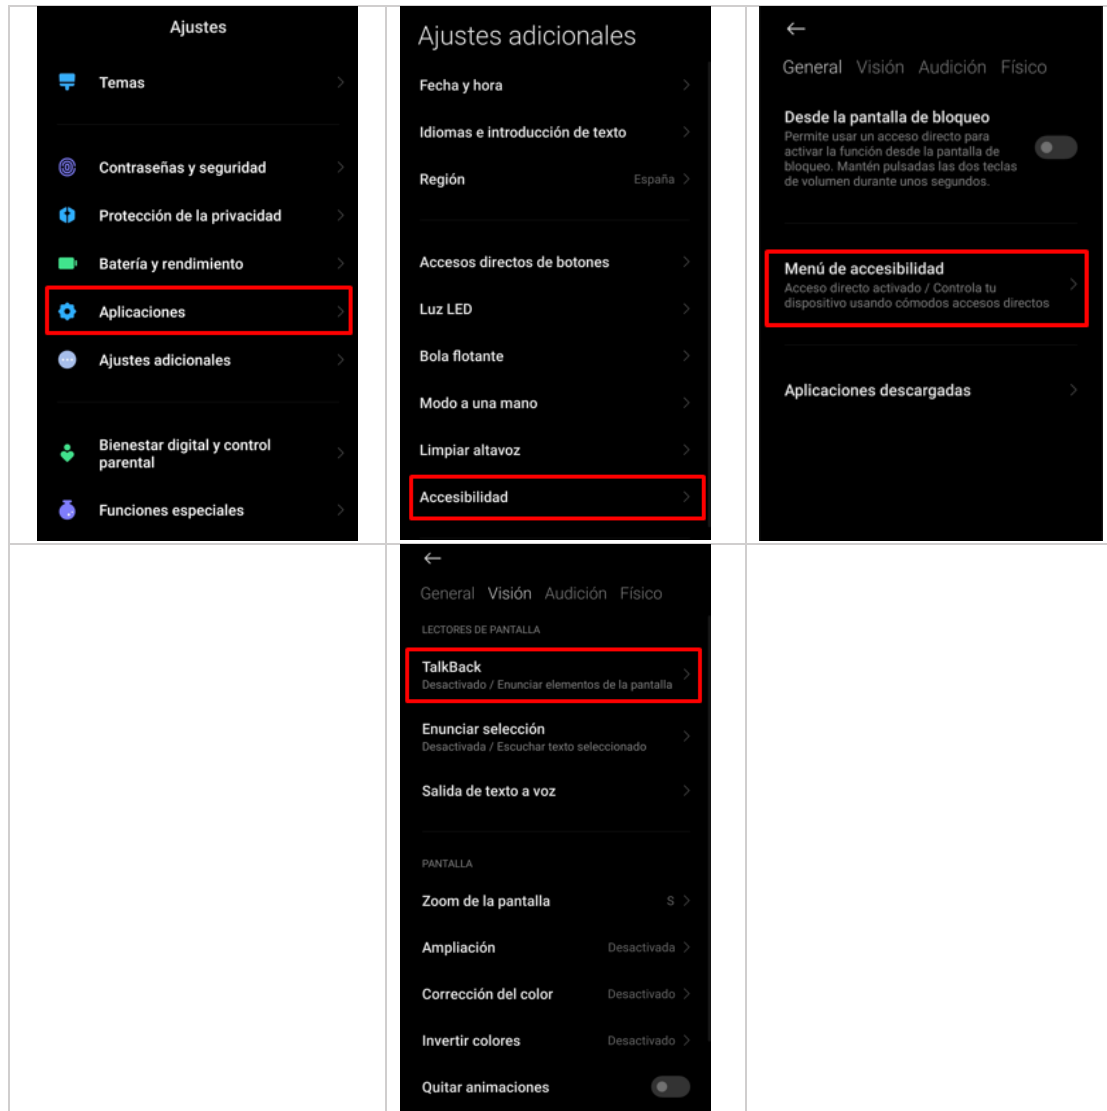 Ajustes
Temas
Contraseñas y seguridad
Protección de la privacidad
Batería y rendimiento
Aplicaciones
Ajustes adicionales
Bienestar digital y control
parental
Funciones especiales
Ajustes adicionales
Fecha y hora
Idiomas e introducción de texto
Región España
Accesos directos de botones
Luz LED
Bola flotante
Modo a una mano
Limpiar altavoz
Accesibilidad
General Visión Audición Físico
Desde la pantalla de bloqueo
Permite usar un acceso directo para
activar la función desde la pantalla de
bloqueo. Mantén pulsadas las dos teclas
de volumen durante unos segundos.
Menú de accesibilidad
Acceso directo activado / Controla tu
dispositivo usando cómodos accesos directos
Aplicaciones descargadas
General Visión Audición Físico
LECTORES DE PANTALLA
TalkBack
Desactivado / Enunciar elementos de la pantalla
Enunciar selección
Desactivada / Escuchar texto seleccionado
Salida de texto a voz
PANTALLA
Zoom de la pantalla S
Ampliación Desactivada
Corrección del color Desactivado
Invertir colores Desactivado
Quitar animaciones